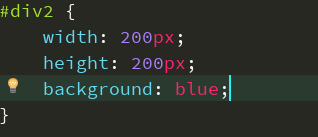 #div2 {
    width: 200px;
    height: 200px;
    background: blue;
}